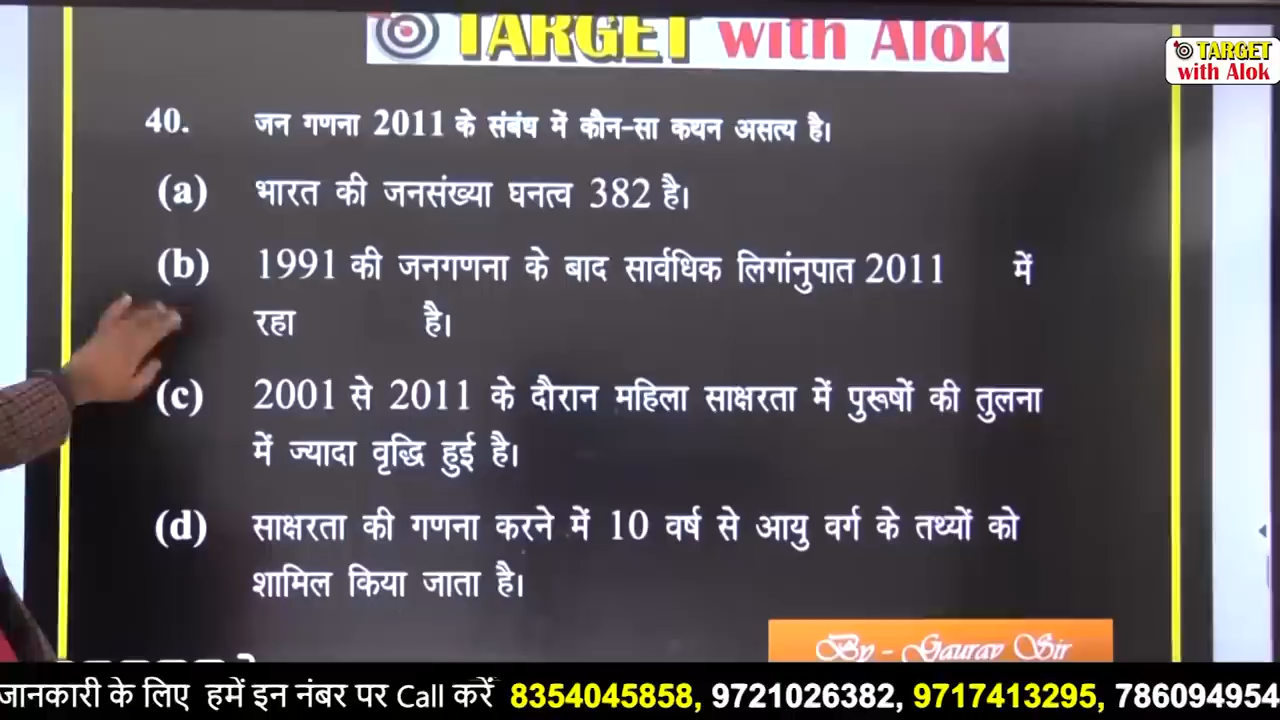 TARGET with Alok
TARGET
with Alok
40. जन गणना 2011 के संबंध में कौन-सा कथन असत्य है।
(a) भारत की जनसंख्या घनत्व 382 है।
(b) 1991 की जनगणना के बाद सार्वधिक लिगांनुपात 2011 में
रहा है।
(c) 2001 से 2011 के दौरान महिला साक्षरता में पुरूषों की तुलना
में ज्यादा वृद्धि हुई है।
(d) साक्षरता की गणना करने में 10 वर्ष से आयु वर्ग के तथ्यों को
शामिल किया जाता है।
By - Gaurav Sir
जानकारी के लिए हमें इन नंबर पर Call करें 8354045858, 9721026382, 9717413295, 786094954